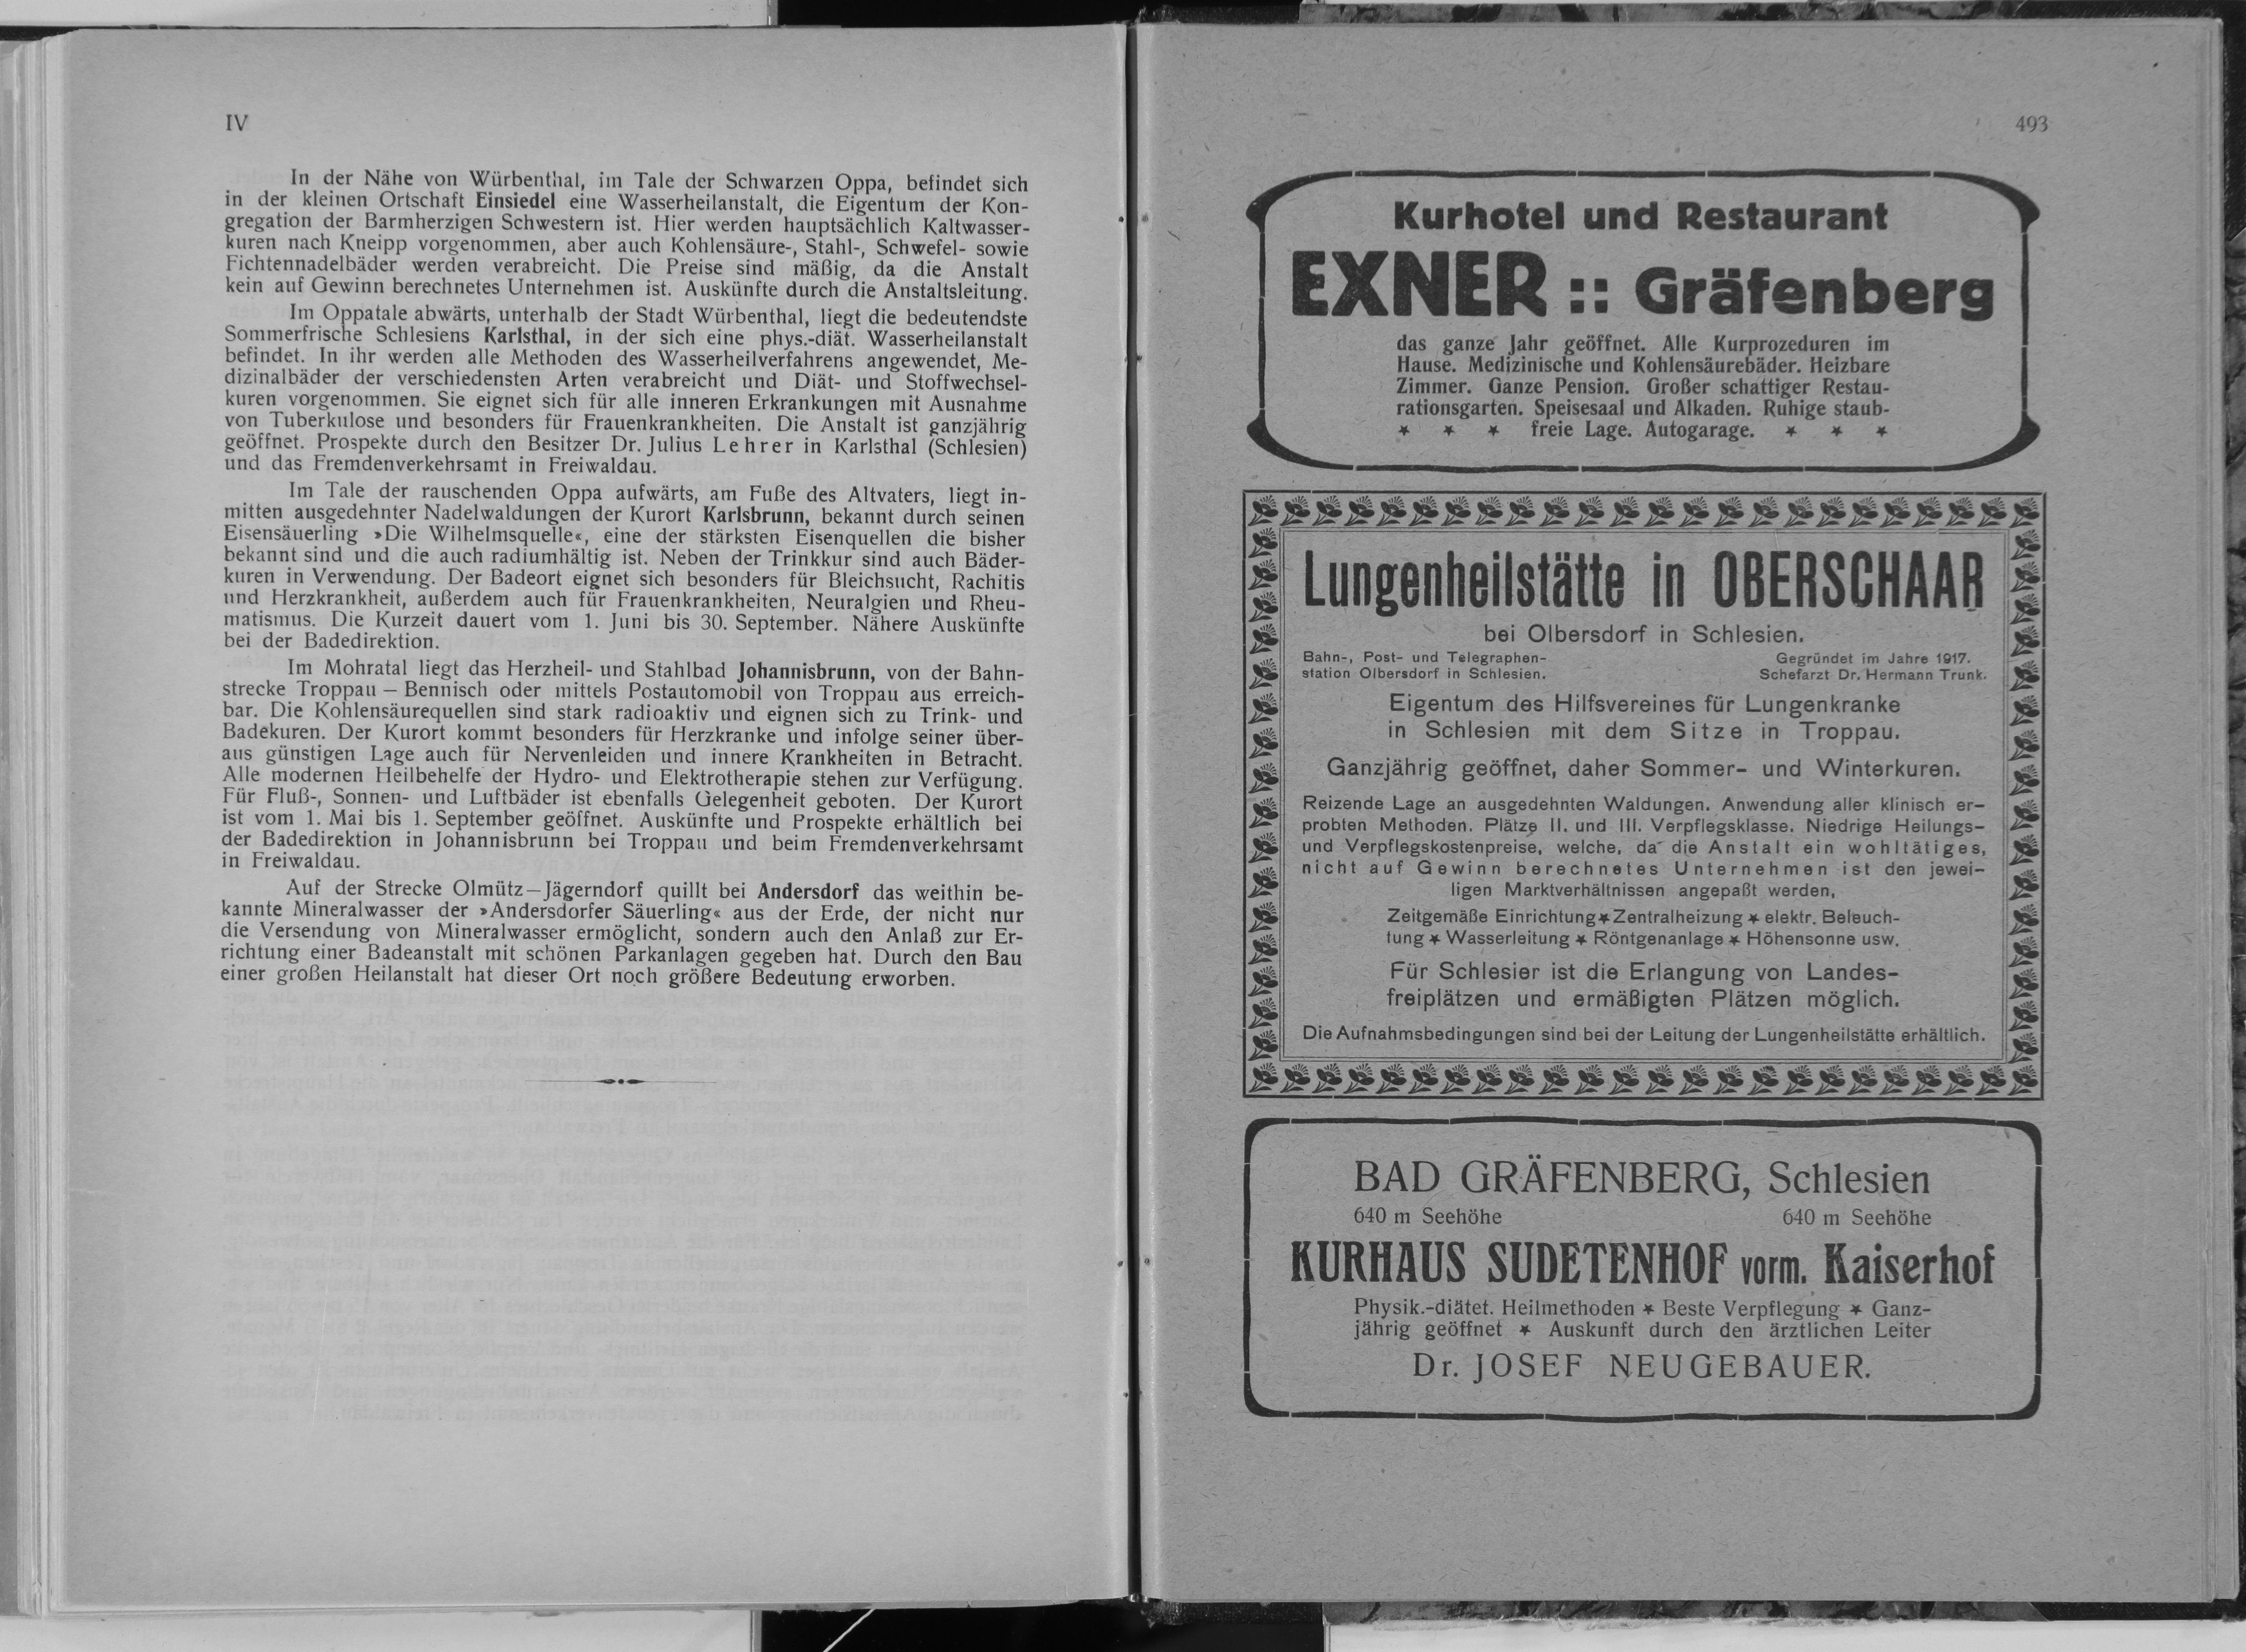 IV
In der Nähe von Würbenthal, im Tale der Schwarzen Oppa, befindet sich
in der kleinen Ortschaft Einsiedel eine Wasserheilanstalt, die Eigentum der Kon-
gregation der Barmherzigen Schwestern ist. Hier werden hauptsächlich Kaltwasser-
kuren nach Kneipp vorgenommen, aber auch Kohlensäure-, Stahl-, Schwefel- sowie
Fichtennadelbäder werden verabreicht. Die Preise sind mäßig, da die Anstalt
kein auf Gewinn berechnetes Unternehmen ist. Auskünfte durch die Anstaltsleitung.
Im Oppatale abwärts, unterhalb der Stadt Würbenthal, liegt die bedeutendste
Sommerfrische Schlesiens Karlsthal, in der sich eine phys.-diät. Wasserheilanstalt
befindet. In ihr werden alle Methoden des Wasserheilverfahrens angewendet, Me-
dizinalbäder der verschiedensten Arten verabreicht und Diät- und Stoffwechsel-
kuren vorgenommen. Sie eignet sich für alle inneren Erkrankungen mit Ausnahme
von Tuberkulose und besonders für Frauenkrankheiten. Die Anstalt ist ganzjährig
geöffnet. Prospekte durch den Besitzer Dr. Julius Lehrer in Karlsthal (Schlesien)
und das Fremdenverkehrsamt in Freiwaldau.
Im Tale der rauschenden Oppa aufwärts, am Fuße des Altvaters, liegt in-
mitten ausgedehnter Nadelwaldungen der Kurort Karlsbrunn, bekannt durch seinen
Eisensäuerling »Die Wilhelmsquelle«, eine der stärksten Eisenquellen die bisher
bekannt sind und die auch radiumhältig ist. Neben der Trinkkur sind auch Bäder-
kuren in Verwendung. Der Badeort eignet sich besonders für Bleichsucht, Rachitis
und Herzkrankheit, außerdem auch für Frauenkrankheiten, Neuralgien und Rheu-
matismus. Die Kurzeit dauert vom 1. Juni bis 30. September. Nähere Auskünfte
bei der Badedirektion.
Im Mohratal liegt das Herzheil- und Stahlbad Johannisbrunn, von der Bahn-
strecke Troppau — Bennisch oder mittels Postautomobil von Troppau aus erreich-
bar. Die Kohlensäurequellen sind stark radioaktiv und eignen sich zu Trink- und
Badekuren. Der Kurort kommt besonders für Herzkranke und infolge seiner über-
aus günstigen Lage auch für Nervenleiden und innere Krankheiten in Betracht.
Alle modernen Heilbehelfe der Hydro- und Elektrotherapie stehen zur Verfügung.
Für Fluß-, Sonnen- und Luftbäder ist ebenfalls Gelegenheit geboten. Der Kurort
ist vom 1. Mai bis 1. September geöffnet. Auskünfte und Prospekte erhältlich bei
der Badedirektion in Johannisbrunn bei Troppau und beim Fremdenverkehrsamt
in Freiwaldau.
Auf der Strecke Olmütz—Jägerndorf quillt bei Andersdorf das weithin be-
kannte Mineralwasser der »Andersdorfer Säuerling« aus der Erde, der nicht nur
die Versendung von Mineralwasser ermöglicht, sondern auch den Anlaß zur Er-
richtung einer Badeanstalt mit schönen Parkanlagen gegeben hat. Durch den Bau
einer großen Heilanstalt hat dieser Ort noch größere Bedeutung erworben.
493
Kurhotel und Restaurant
EXNER :: Gräfenberg
das ganze Jahr geöffnet. Alle Kurprozeduren im
Hause. Medizinische und Kohlensäurebäder. Heizbare
Zimmer. Ganze Pension. Großer schattiger Restau-
rationsgarten. Speisesaal und Alkaden. Ruhige staub-
* * * freie Lage. Autogarage. * * *
Lungenheilstätte in OBERSCHAAR
bei Olbersdorf in Schlesien.
Bahn-, Post- und Telegraphen-
station Olbersdorf in Schlesien.
Gegründet im Jahre 1917.
Schefarzt Dr. Hermann Trunk.
Eigentum des Hilfsvereines für Lungenkranke
in Schlesien mit dem Sitze in Troppau.
Ganzjährig geöffnet, daher Sommer- und Winterkuren.
Reizende Lage an ausgedehnten Waldungen. Anwendung aller klinisch er-
probten Methoden. Plätze II. und III. Verpflegsklasse. Niedrige Heilungs-
und Verpflegskostenpreise, welche, da die Anstalt ein wohltätiges,
nicht auf Gewinn berechnetes Unternehmen ist den jewei-
ligen Marktverhältnissen angepaßt werden,
Zeitgemäße Einrichtung * Zentralheizung * elektr. Beleuch-
tung * Wasserleitung * Röntgenanlage * Höhensonne usw.
Für Schlesier ist die Erlangung von Landes-
freiplätzen und ermäßigten Plätzen möglich.
Die Aufnahmsbedingungen sind bei der Leitung der Lungenheilstätte erhältlich.
BAD GRÄFENBERG, Schlesien
640 m Seehöhe 640 m Seehöhe
KURHAUS SUDETENHOF vorm. Kaiserhof
Physik.-diätet. Heilmethoden * Beste Verpflegung * Ganz-
jährig geöffnet * Auskunft durch den ärztlichen Leiter
Dr. JOSEF NEUGEBAUER.